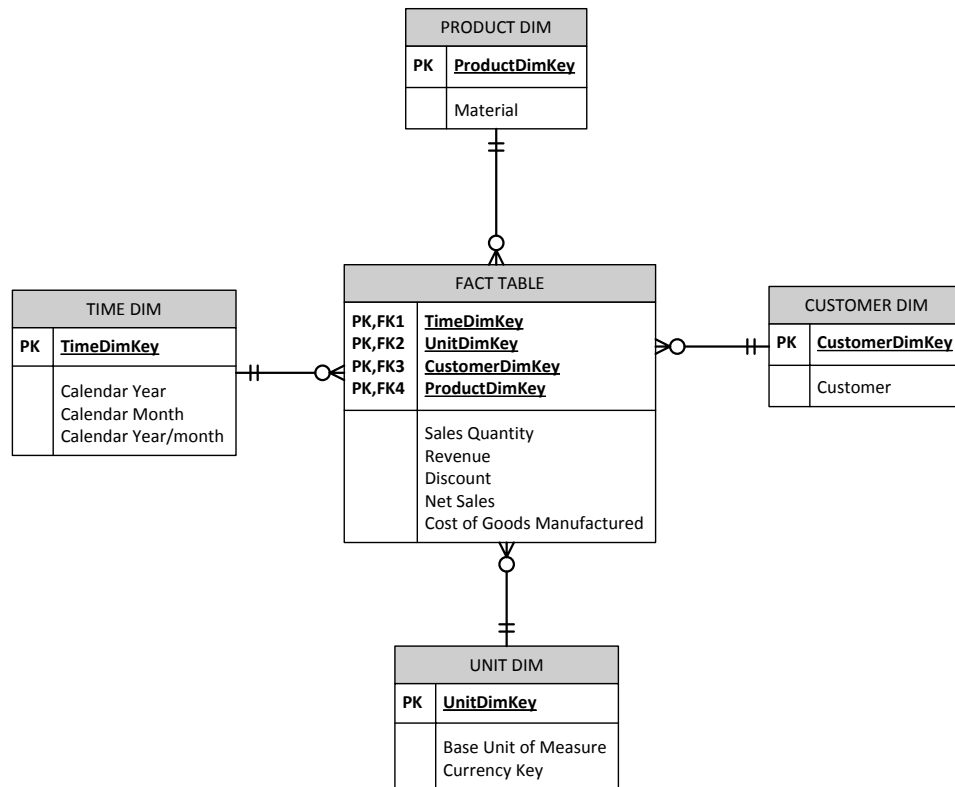 PRODUCT DIM
PK ProductDimKey
Material
FACT TABLE
PK,FK1 TimeDimKey
PK,FK2 UnitDimKey
PK,FK3 CustomerDimKey
PK,FK4 ProductDimKey
Sales Quantity
Revenue
Discount
Net Sales
Cost of Goods Manufactured
TIME DIM
PK TimeDimKey
Calendar Year
Calendar Month
Calendar Year/month
CUSTOMER DIM
PK CustomerDimKey
Customer
UNIT DIM
PK UnitDimKey
Base Unit of Measure
Currency Key